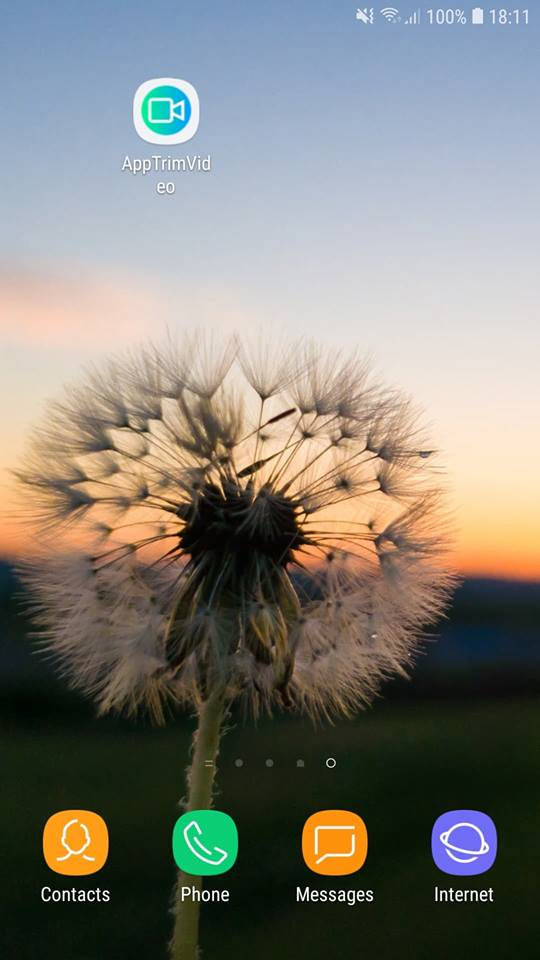 100% 18:11
AppTrimVid
eo
Contacts Phone Messages Internet